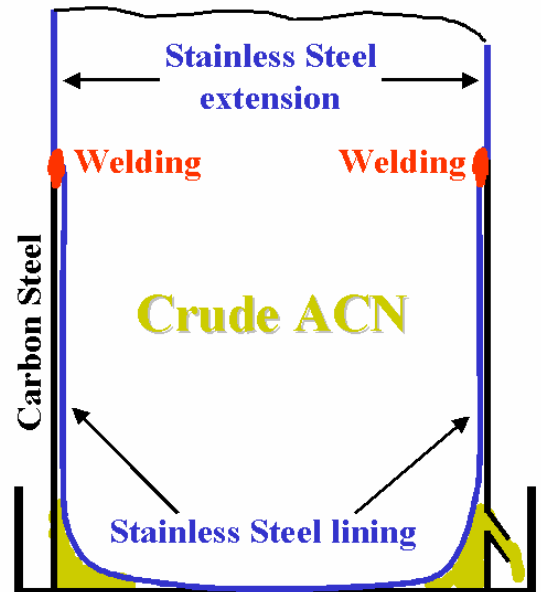 Stainless Steel
extension
Welding
Welding
Carbon Steel
Crude ACN
Stainless Steel lining